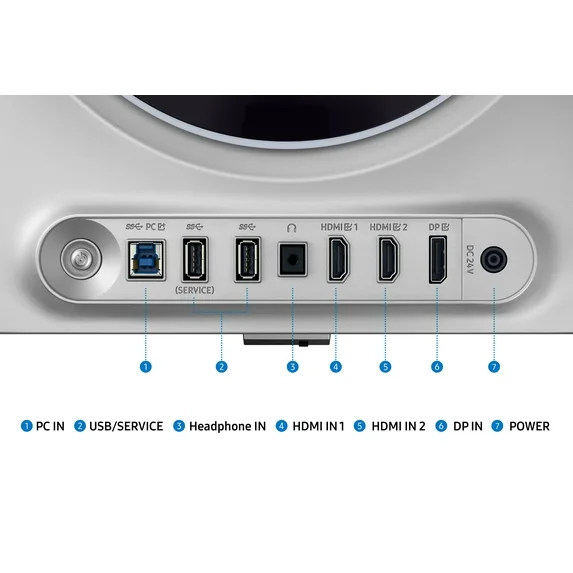 PC HDMI 1 HDMI 2 DP
(SERVICE)
DC 24V
1 2 3 4 5 6 7
1 PC IN 2 USB/SERVICE 3 Headphone IN 4 HDMI IN 1 5 HDMI IN 2 6 DP IN 7 POWER